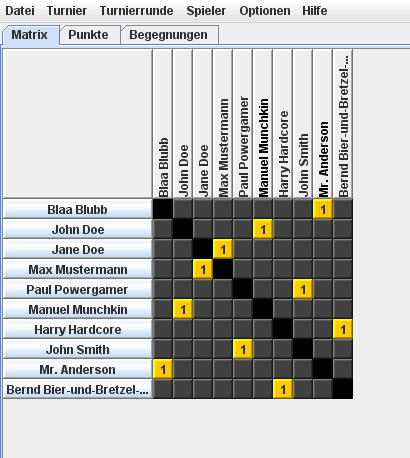 Datei Turnier Turnierrunde Spieler Optionen Hilfe
Matrix Punkte Begegnungen
Blaa Blubb
John Doe
Jane Doe
Max Mustermann
Paul Powergamer
Manuel Munchkin
Harry Hardcore
John Smith
Mr. Anderson
Bernd Bier-und-Bretzel-...
Blaa Blubb 1
John Doe 1
Jane Doe 1
Max Mustermann 1
Paul Powergamer 1
Manuel Munchkin 1
Harry Hardcore 1
John Smith 1
Mr. Anderson 1
Bernd Bier-und-Bretzel-... 1